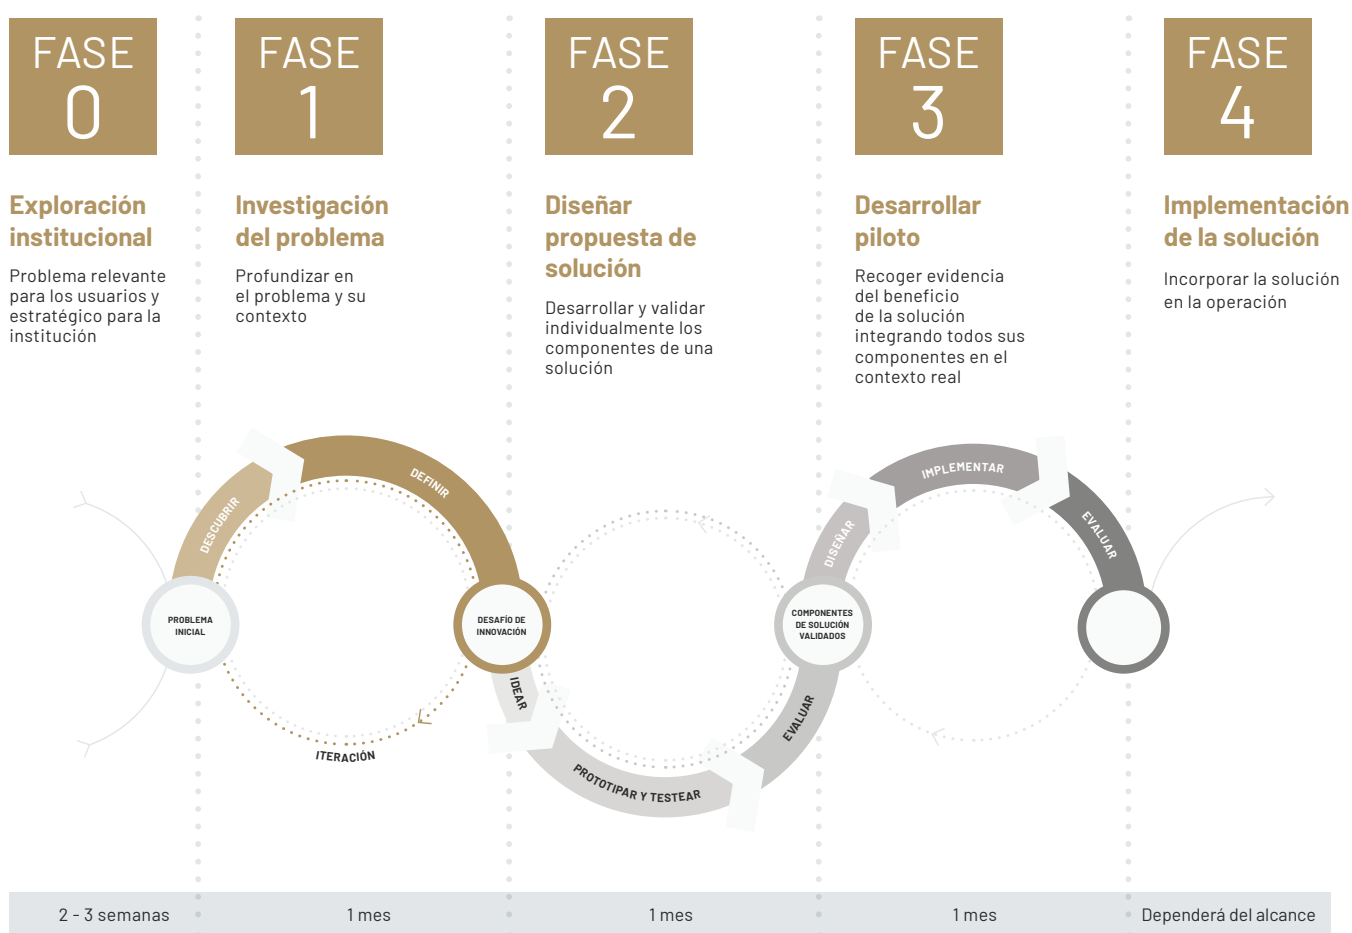 FASE
0
Exploración
institucional
Problema relevante
para los usuarios y
estratégico para la
institución
FASE
1
Investigación
del problema
Profundizar en
el problema y su
contexto
FASE
2
Diseñar
propuesta de
solución
Desarrollar y validar
individualmente los
componentes de una
solución
FASE
3
Desarrollar
piloto
Recoger evidencia
del beneficio
de la solución
integrando todos sus
componentes en el
contexto real
FASE
4
Implementación
de la solución
Incorporar la solución
en la operación
PROBLEMA
INICIAL
DESCUBRIR
DEFINIR
ITERACIÓN
DESAFÍO DE
INNOVACIÓN
IDEAR
PROTOTIPAR Y TESTEAR
EVALUAR
COMPONENTES
DE SOLUCIÓN
VALIDADOS
DISEÑAR
IMPLEMENTAR
EVALUAR
2 - 3 semanas
1 mes
1 mes
1 mes
Dependerá del alcance